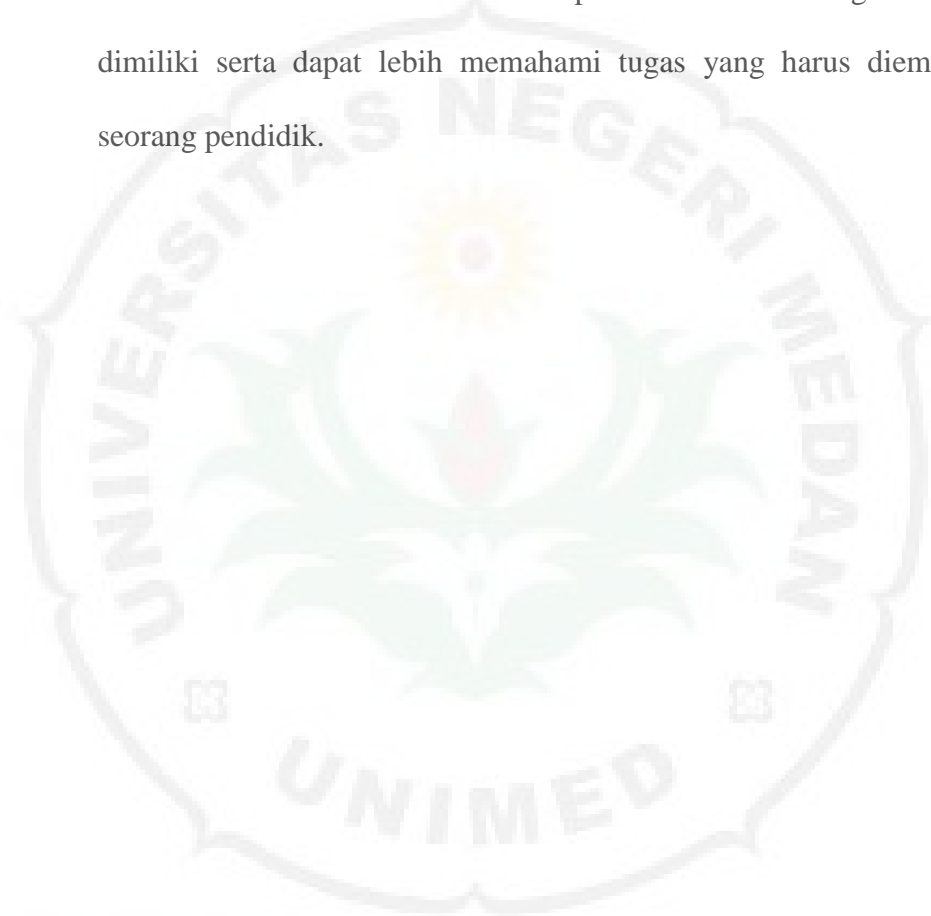 dimiliki serta dapat lebih memahami tugas yang harus diem
seorang pendidik.
UNIVERSITAS NEGERI MEDAN
UNIMED